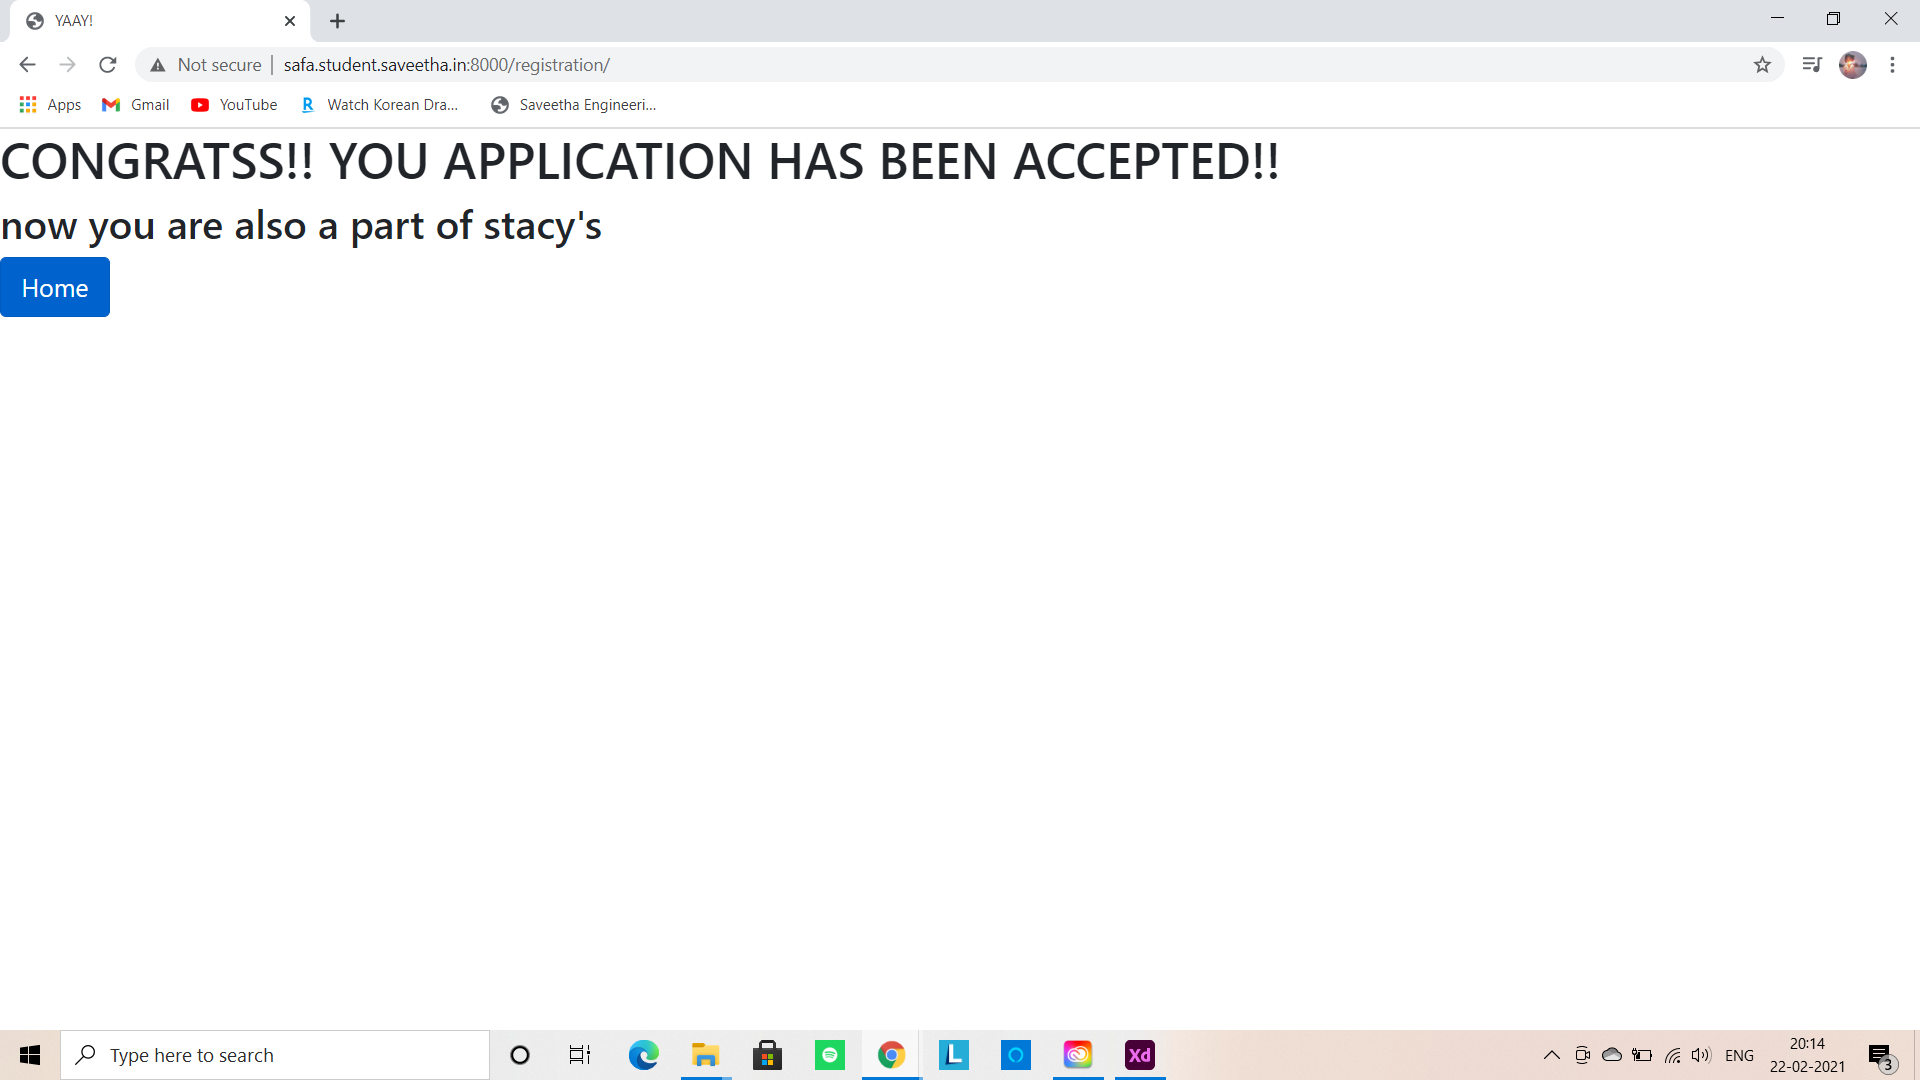 YAAY!
Not secure | safa.student.saveetha.in:8000/registration/
Apps Gmail YouTube R Watch Korean Dra... Saveetha Engineeri...
CONGRATSS!! YOU APPLICATION HAS BEEN ACCEPTED!!
now you are also a part of stacy's
Home
Type here to search L Xd ENG 20:14
22-02-2021 3